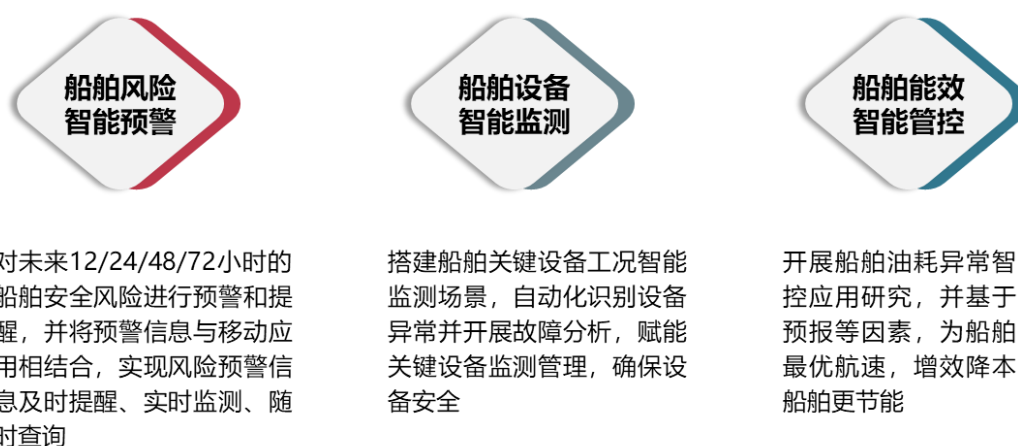 船舶风险
智能预警
对未来12/24/48/72小时的
船舶安全风险进行预警和提
醒，并将预警信息与移动应
用相结合，实现风险预警信
息及时提醒、实时监测、随
时查询
船舶设备
智能监测
搭建船舶关键设备工况智能
监测场景，自动化识别设备
异常并开展故障分析，赋能
关键设备监测管理，确保设
备安全
船舶能效
智能管控
开展船舶油耗异常智
控应用研究，并基于
预报等因素，为船舶
最优航速，增效降本
船舶更节能